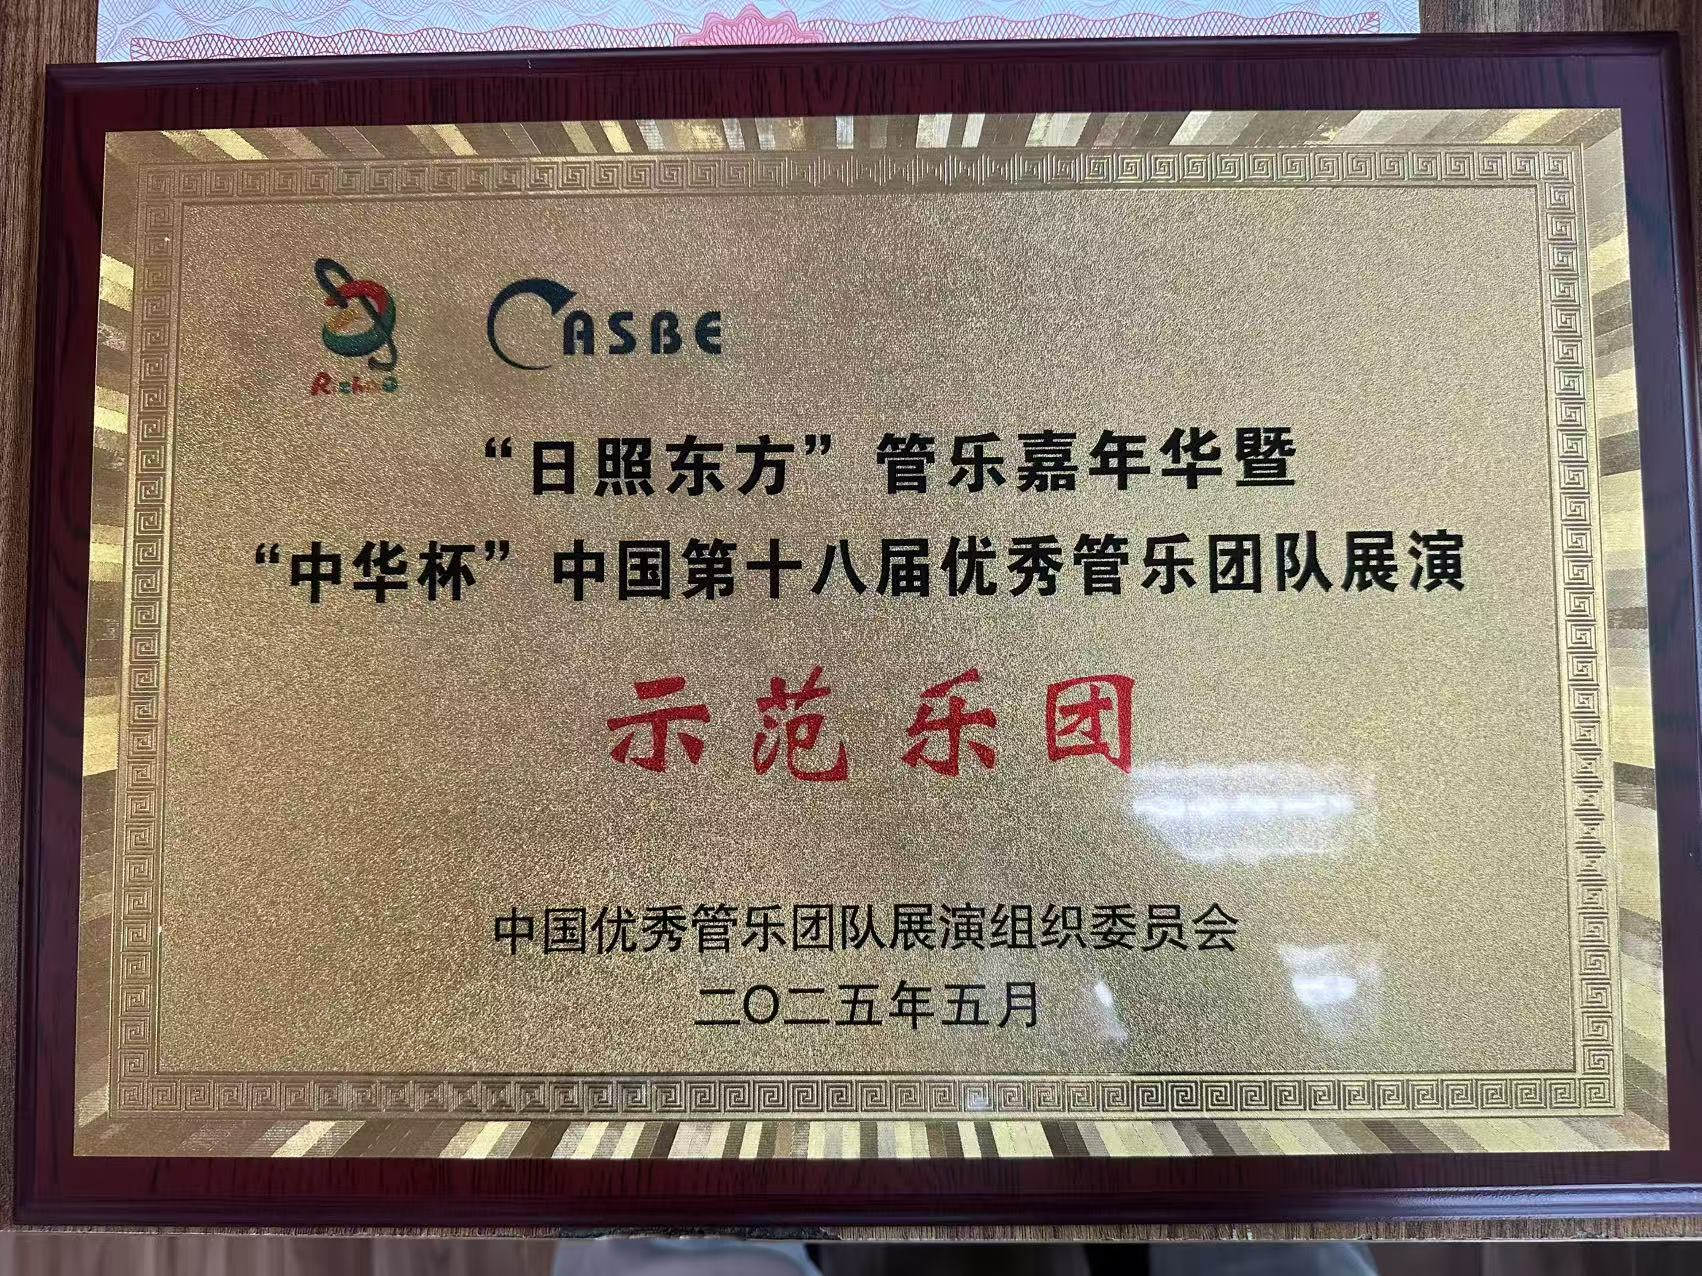 Rizhao
CASBE
“日照东方”管乐嘉年华暨
“中华杯”中国第十八届优秀管乐团队展演
示范乐团
中国优秀管乐团队展演组织委员会
二〇二五年五月